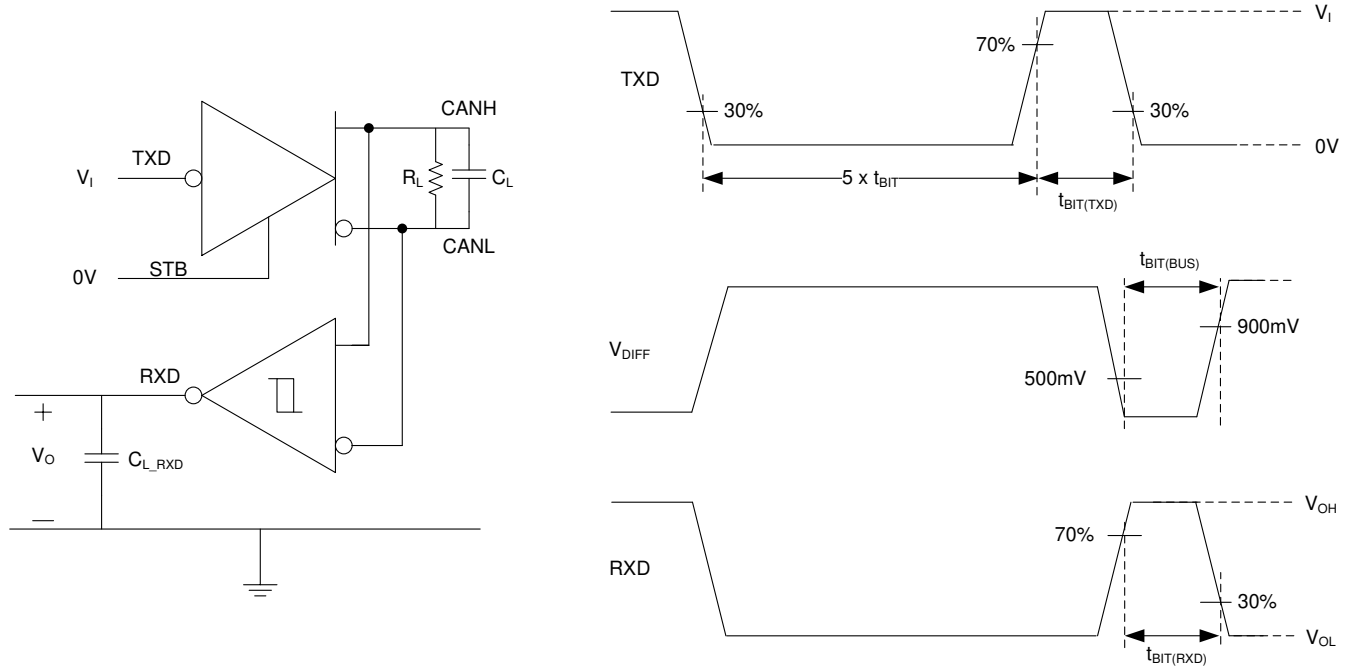 CANH
TXD
V_I
R_L
C_L
CANL
0V
STB
RXD
+
V_O
C_L_RXD
—
V_I
70%
TXD
30%
30%
0V
5 x t_BIT
t_BIT(TXD)
t_BIT(BUS)
900mV
V_DIFF
500mV
V_OH
70%
RXD
30%
V_OL
t_BIT(RXD)